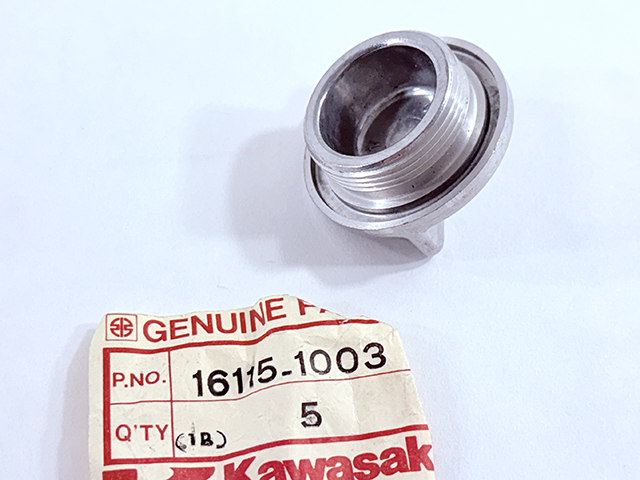 GENUINE PA
P.NO. 16115-1003
Q'TY (1B) 5
Kawasak